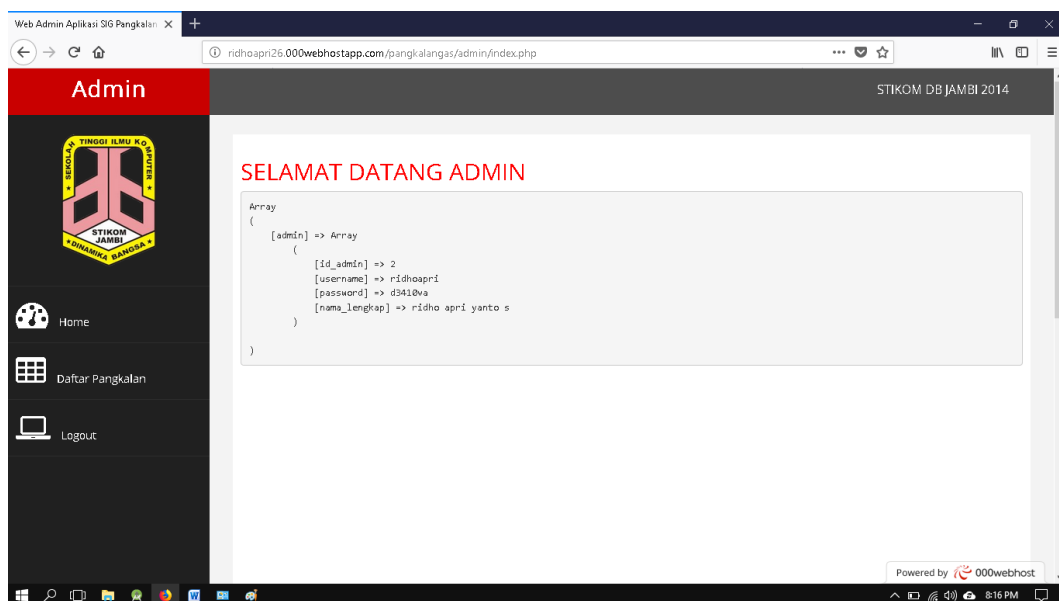 Web Admin Aplikasi SIG Pangkalan
ridhoapri26.000webhostapp.com/pangkalangas/admin/index.php
Admin
STIKOM DB JAMBI 2014
SEKOLAH TINGGI ILMU KOMPUTER
STIKOM
JAMBI
DINAMIKA BANGSA
Home
Daftar Pangkalan
Logout
SELAMAT DATANG ADMIN
Array
(
[admin] => Array
(
[id_admin] => 2
[username] => ridhoapri
[password] => d3410va
[nama_lengkap] => ridho apri yanto s
)
)
Powered by 000webhost
8:16 PM